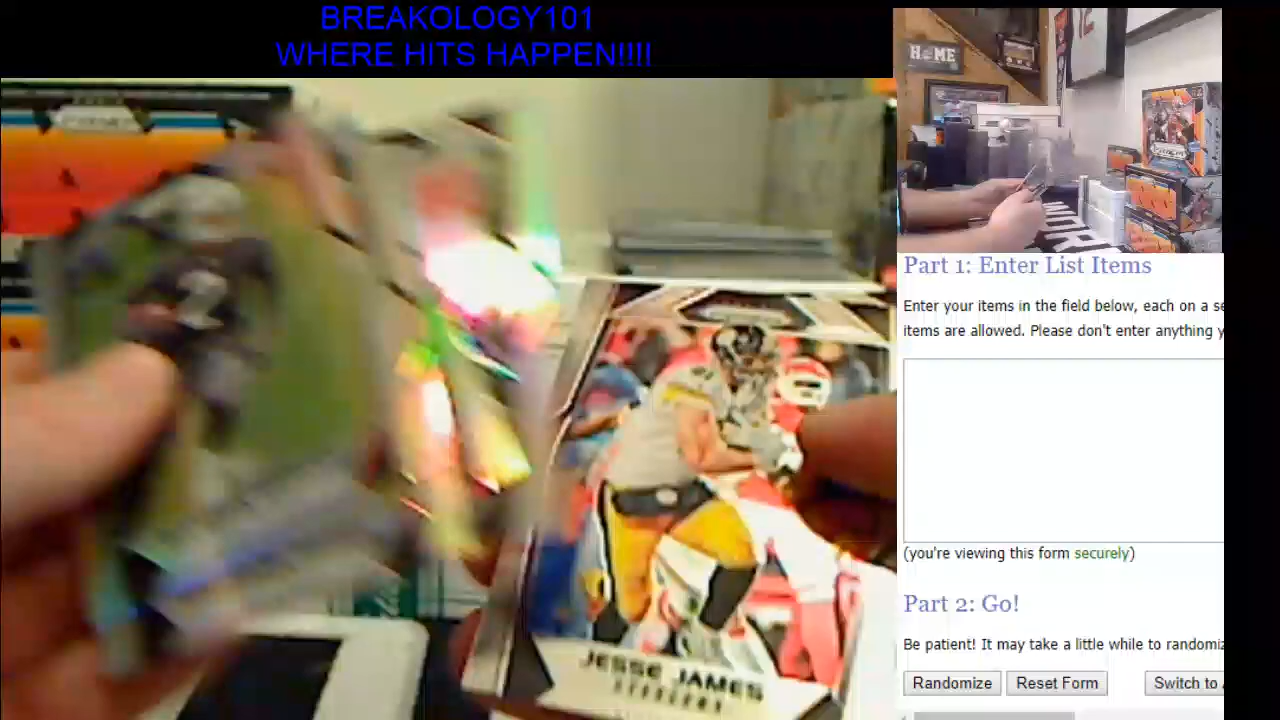 BREAKOLOGY101
WHERE HITS HAPPEN!!!!
HOME
12
Part 1: Enter List Items
Enter your items in the field below, each on a se
items are allowed. Please don't enter anything y
(you're viewing this form securely)
Part 2: Go!
Be patient! It may take a little while to randomiz
Randomize
Reset Form
Switch to
JESSE JAMES
STEELERS
2